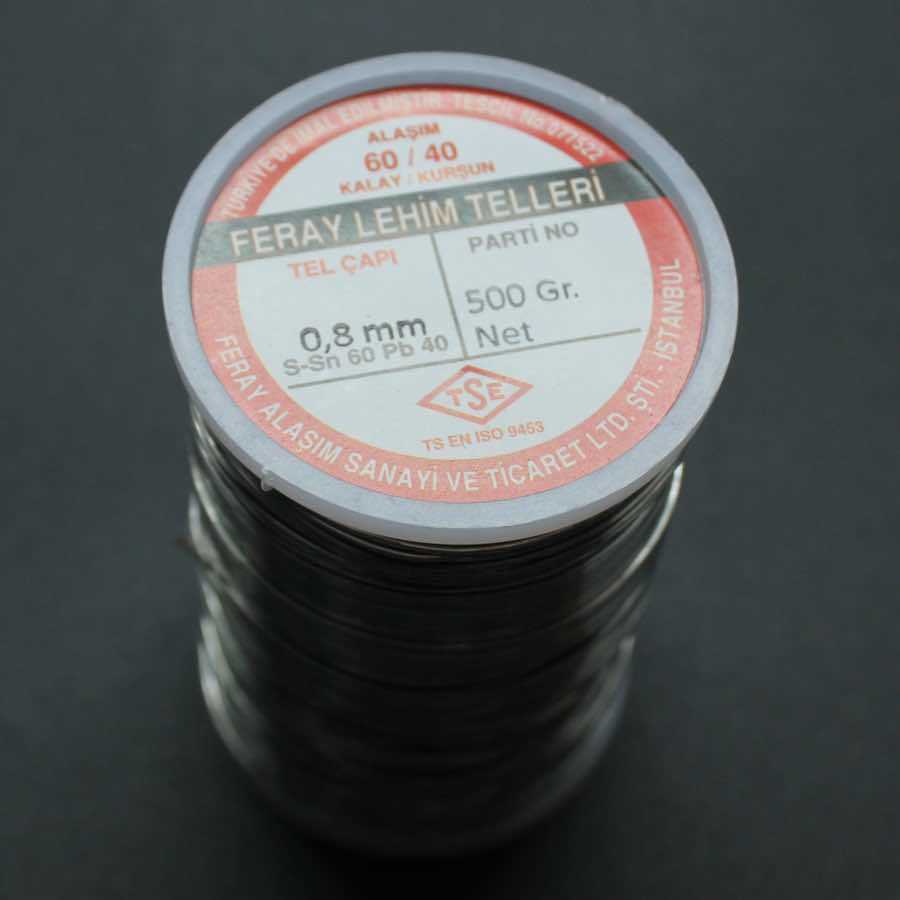 TÜRKİYE'DE İMAL EDİLMİŞTİR. TESCİL No:077522
ALAŞIM
60 / 40
KALAY / KURŞUN
FERAY LEHİM TELLERİ
TEL ÇAPI
PARTİ NO
0,8 mm
500 Gr.
S-Sn 60 Pb 40
Net
TSE
TS EN ISO 9453
FERAY ALAŞIM SANAYİ VE TİCARET LTD. ŞTİ. - İSTANBUL